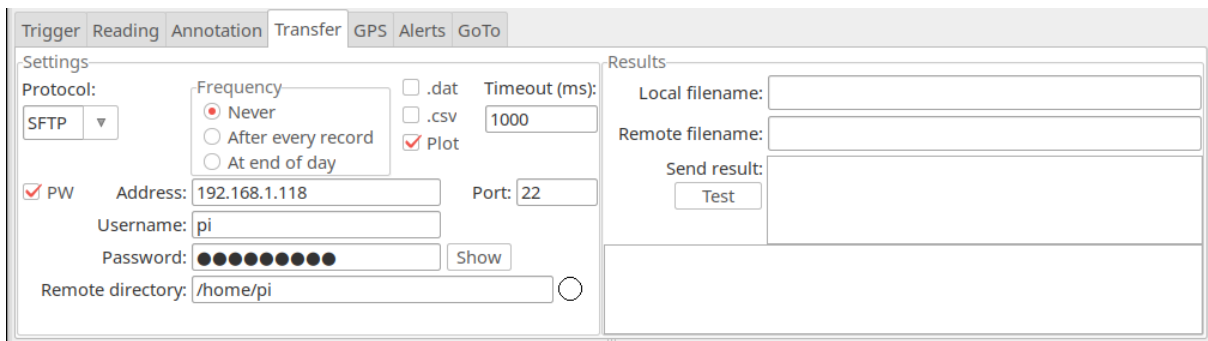 Trigger Reading Annotation Transfer GPS Alerts GoTo
Settings
Protocol:
SFTP
Frequency
Never
After every record
At end of day
.dat
.csv
Plot
Timeout (ms):
1000
PW
Address: 192.168.1.118
Port: 22
Username: pi
Password: ●●●●●●●●●
Show
Remote directory: /home/pi
Results
Local filename:
Remote filename:
Send result:
Test